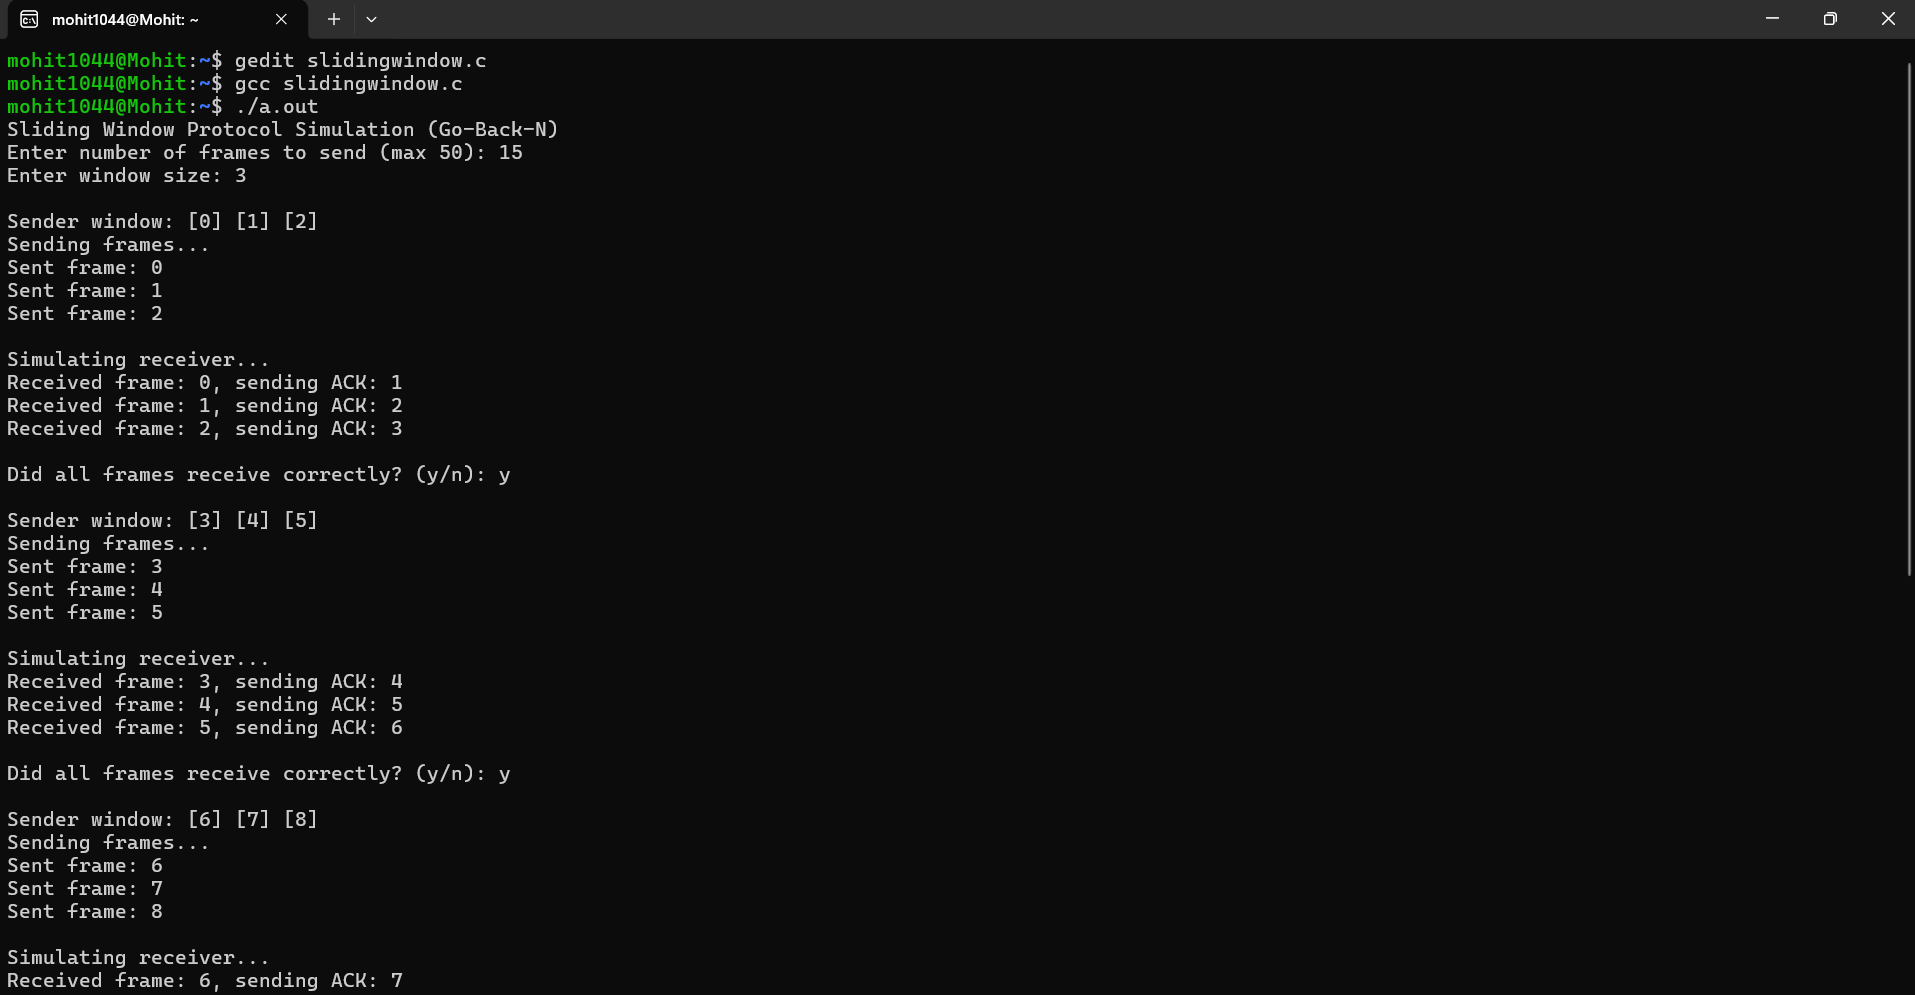 mohit1044@Mohit: ~
mohit1044@Mohit:~$ gedit slidingwindow.c
mohit1044@Mohit:~$ gcc slidingwindow.c
mohit1044@Mohit:~$ ./a.out
Sliding Window Protocol Simulation (Go-Back-N)
Enter number of frames to send (max 50): 15
Enter window size: 3

Sender window: [0] [1] [2]
Sending frames...
Sent frame: 0
Sent frame: 1
Sent frame: 2

Simulating receiver...
Received frame: 0, sending ACK: 1
Received frame: 1, sending ACK: 2
Received frame: 2, sending ACK: 3

Did all frames receive correctly? (y/n): y

Sender window: [3] [4] [5]
Sending frames...
Sent frame: 3
Sent frame: 4
Sent frame: 5

Simulating receiver...
Received frame: 3, sending ACK: 4
Received frame: 4, sending ACK: 5
Received frame: 5, sending ACK: 6

Did all frames receive correctly? (y/n): y

Sender window: [6] [7] [8]
Sending frames...
Sent frame: 6
Sent frame: 7
Sent frame: 8

Simulating receiver...
Received frame: 6, sending ACK: 7